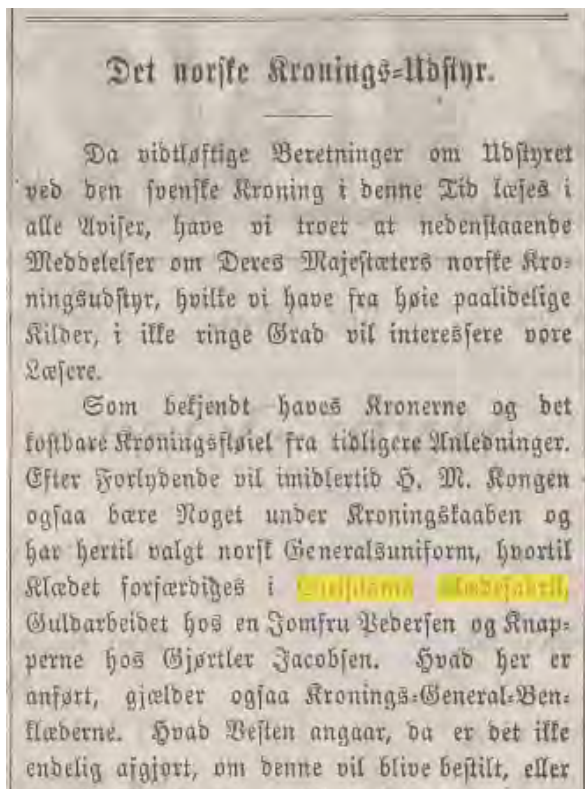 Det norske Kronings-Udstyr.
Da vidtløftige Beretninger om Udstyret
ved den svenske Kroning i denne Tid læses i
alle Aviser, have vi troet at nedenstaaende
Meddelelser om Deres Majestæters norske Kro-
ningsudstyr, hvilke vi have fra høie paalidelige
Kilder, i ikke ringe Grad vil interessere vore
Læsere.
Som bekjendt haves Kronerne og det
kostbare Kroningsfløiel fra tidligere Anledninger.
Efter Forlydende vil imidlertid H. M. Kongen
ogsaa bære Noget under Kroningskaaben og
har hertil valgt norsk Generalsuniform, hvortil
Klædet forfærdiges i Klædefabrik,
Guldarbeidet hos en Jomfru Pedersen og Knap-
perne hos Gjørtler Jacobsen. Hvad her er
anført, gjælder ogsaa Kronings-General-Ben-
klæderne. Hvad Vesten angaar, da er det ikke
endelig afgjørt, om denne vil blive bestilt, eller